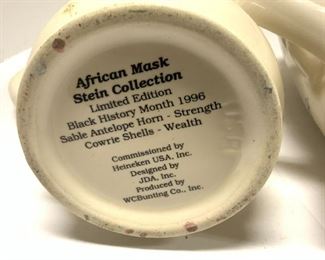 African Mask
Stein Collection
Limited Edition
Black History Month 1996
Sable Antelope Horn - Strength
Cowrie Shells - Wealth
Commissioned by
Heineken USA, Inc.
Designed by
JDA, Inc.
Produced by
WCBunting Co., Inc.